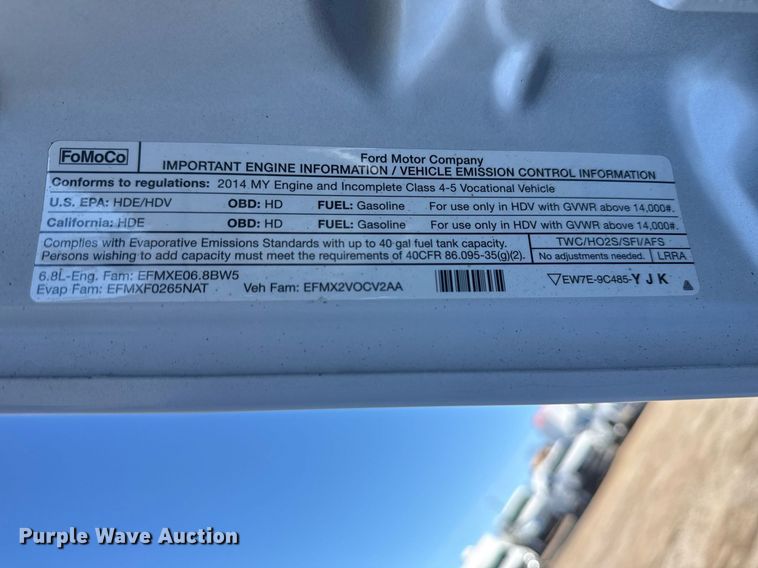 FoMoCo
Ford Motor Company
IMPORTANT ENGINE INFORMATION / VEHICLE EMISSION CONTROL INFORMATION
Conforms to regulations: 2014 MY Engine and Incomplete Class 4-5 Vocational Vehicle
U.S. EPA: HDE/HDV OBD: HD FUEL: Gasoline For use only in HDV with GVWR above 14,000#.
California: HDE OBD: HD FUEL: Gasoline For use only in HDV with GVWR above 14,000#.
Complies with Evaporative Emissions Standards with up to 40 gal fuel tank capacity.
Persons wishing to add capacity must meet the requirements of 40CFR 86.095-35(g)(2).
TWC/HO2S/SFI/AFS
No adjustments needed. LRRA
6.8L-Eng. Fam: EFMXE06.8BW5
Evap Fam: EFMXF0265NAT Veh Fam: EFMX2VOCV2AA
EW7E-9C485-Y J K
Purple Wave Auction